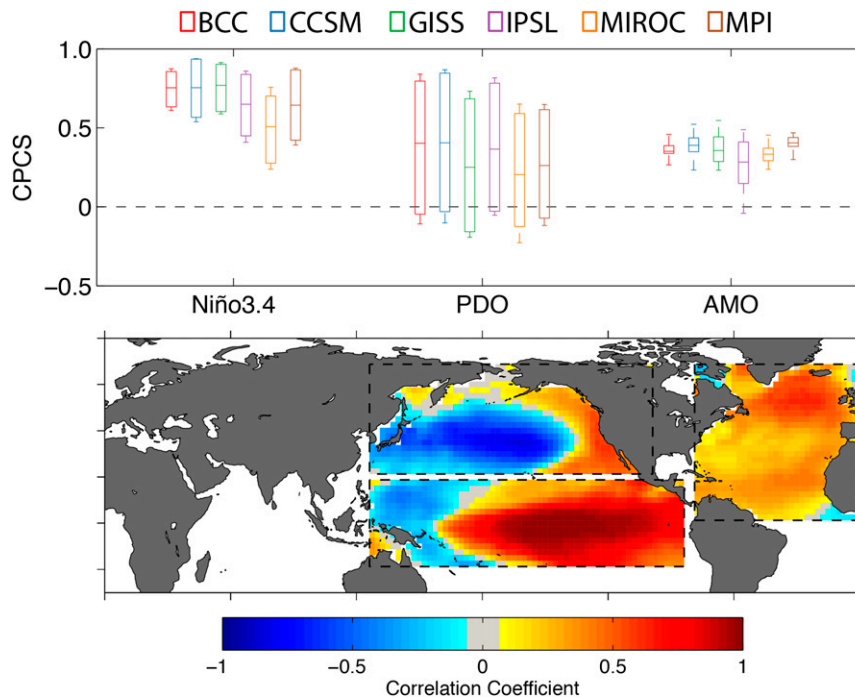 BCC CCSM GISS IPSL MIROC MPI
1.0
0.5
0
−0.5
CPCS
Niño3.4 PDO AMO
−1 −0.5 0 0.5 1
Correlation Coefficient